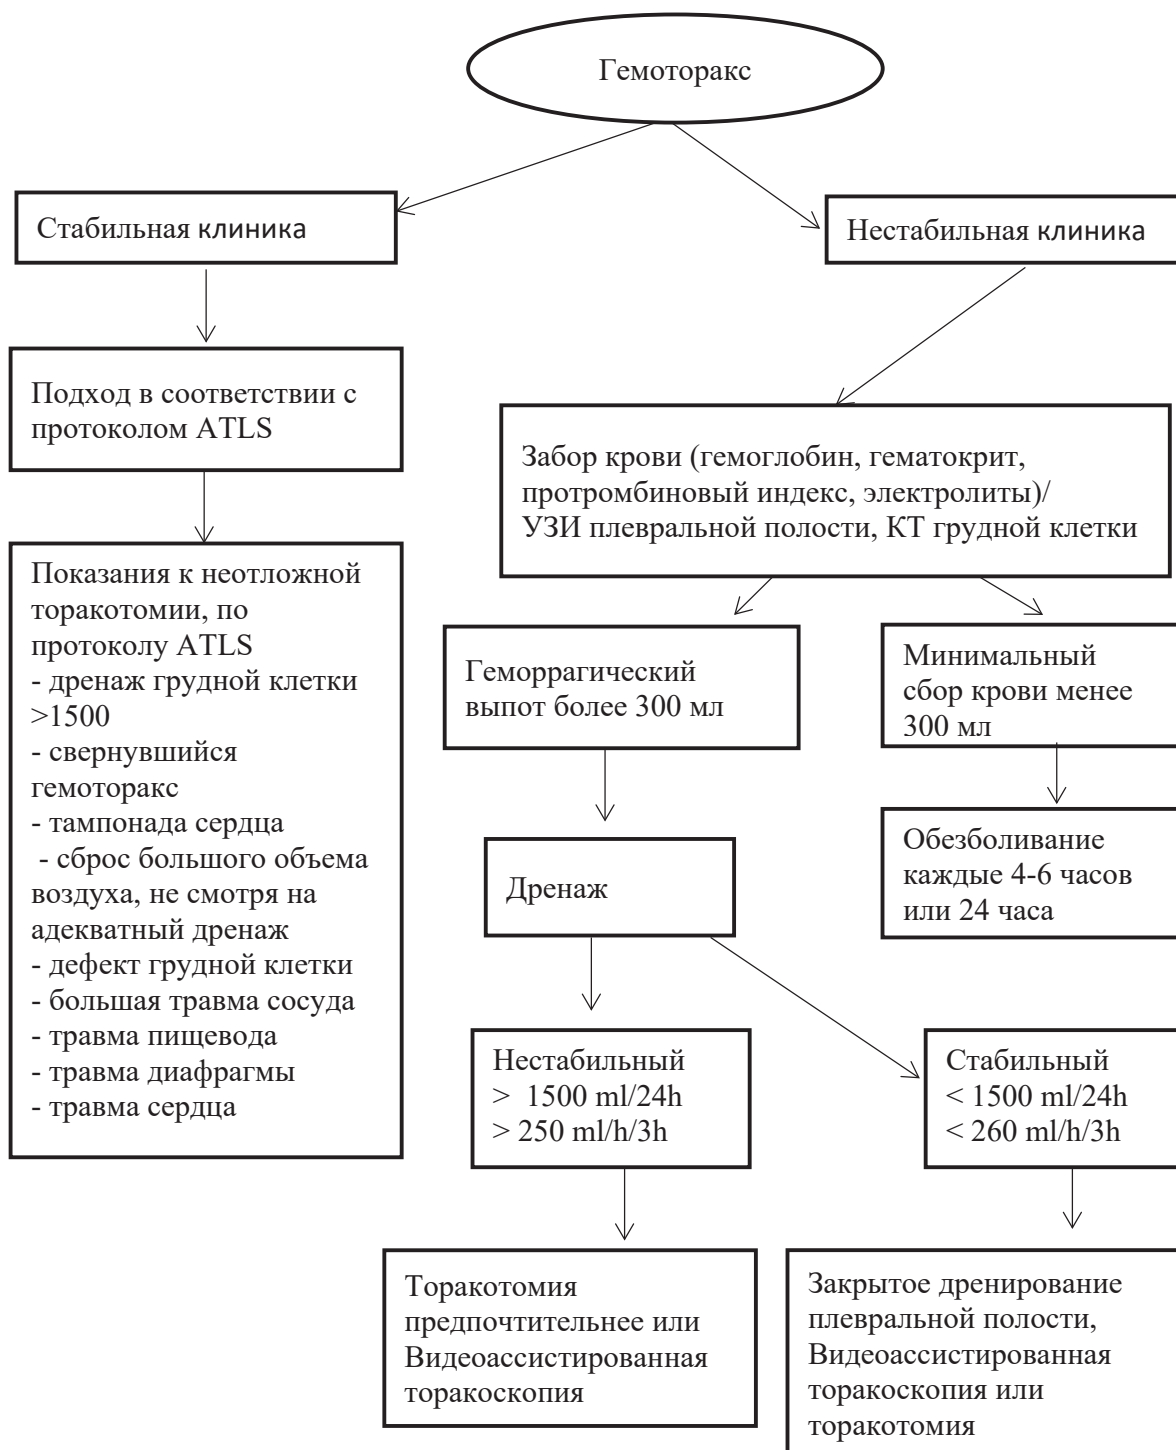 Гемоторакс
Стабильная клиника
Нестабильная клиника
Подход в соответствии с
протоколом ATLS
Забор крови (гемоглобин, гематокрит,
протромбиновый индекс, электролиты)/
УЗИ плевральной полости, КТ грудной клетки
Показания к неотложной
торакотомии, по
протоколу ATLS
- дренаж грудной клетки
>1500
- свернувшийся
гемоторакс
- тампонада сердца
- сброс большого объема
воздуха, не смотря на
адекватный дренаж
- дефект грудной клетки
- большая травма сосуда
- травма пищевода
- травма диафрагмы
- травма сердца
Геморрагический
выпот более 300 мл
Минимальный
сбор крови менее
300 мл
Дренаж
Обезболивание
каждые 4-6 часов
или 24 часа
Нестабильный
> 1500 ml/24h
> 250 ml/h/3h
Стабильный
< 1500 ml/24h
< 260 ml/h/3h
Торакотомия
предпочтительнее или
Видеоассистированная
торакоскопия
Закрытое дренирование
плевральной полости,
Видеоассистированная
торакоскопия или
торакотомия